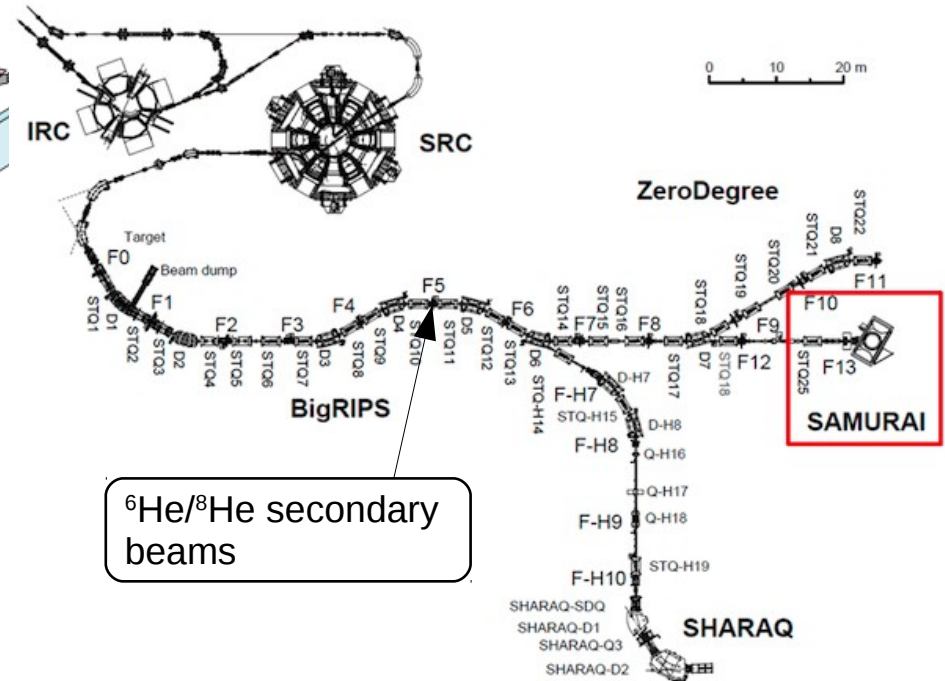 0 10 20 m
IRC
SRC
ZeroDegree
Target
F0
Beam dump
STQ1
D1
STQ2
F1
STQ3
D2
STQ4
F2
STQ5
STQ6
F3
STQ7
D3
F4
STQ8
STQ9
D4
STQ10
F5
STQ11
D5
STQ12
F6
STQ13
D6
STQ-H14
STQ14
F7
STQ15
STQ16
F8
STQ17
STQ18
D7
STQ18
STQ19
STQ20
STQ21
D8
STQ22
F9
F10
F11
F12
STQ25
F13
SAMURAI
BigRIPS
F-H7
D-H7
STQ-H15
D-H8
F-H8
Q-H16
Q-H17
F-H9
Q-H18
F-H10
STQ-H19
SHARAQ-SDQ
SHARAQ-D1
SHARAQ-Q3
SHARAQ-D2
SHARAQ
⁶He/⁸He secondary
beams